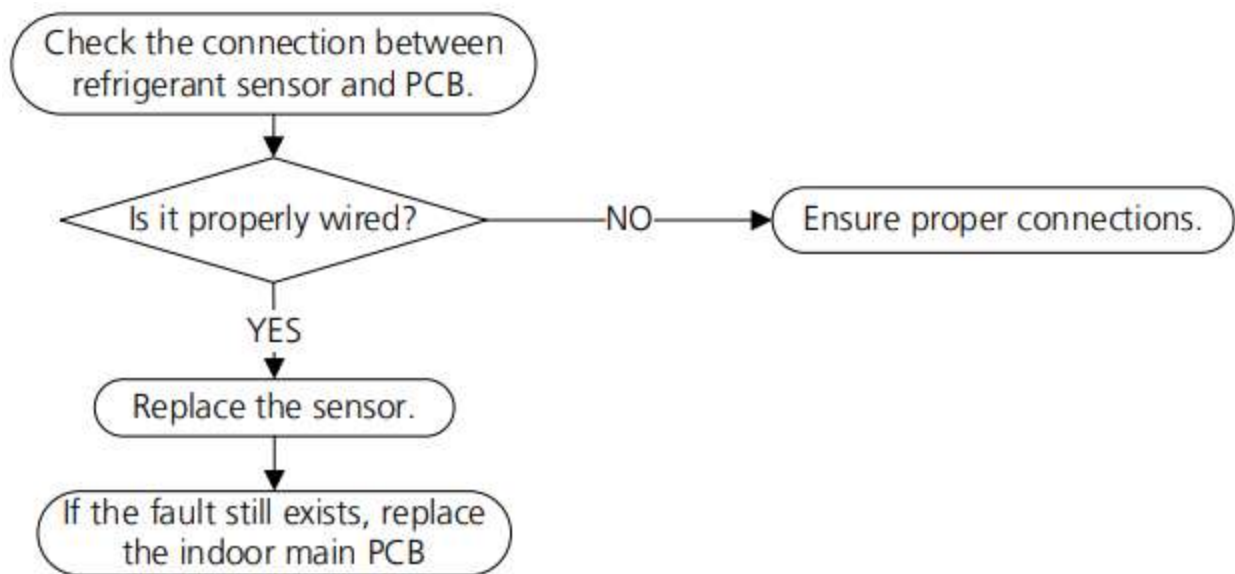 Check the connection between
refrigerant sensor and PCB.
Is it properly wired?
NO
Ensure proper connections.
YES
Replace the sensor.
If the fault still exists, replace
the indoor main PCB